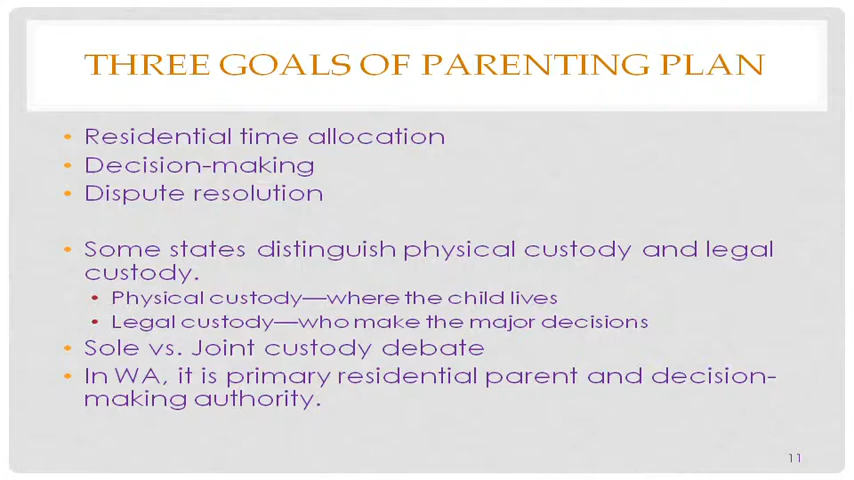 THREE GOALS OF PARENTING PLAN
• Residential time allocation
• Decision-making
• Dispute resolution
• Some states distinguish physical custody and legal
custody.
• Physical custody—where the child lives
• Legal custody—who make the major decisions
• Sole vs. Joint custody debate
• In WA, it is primary residential parent and decision-
making authority.
11